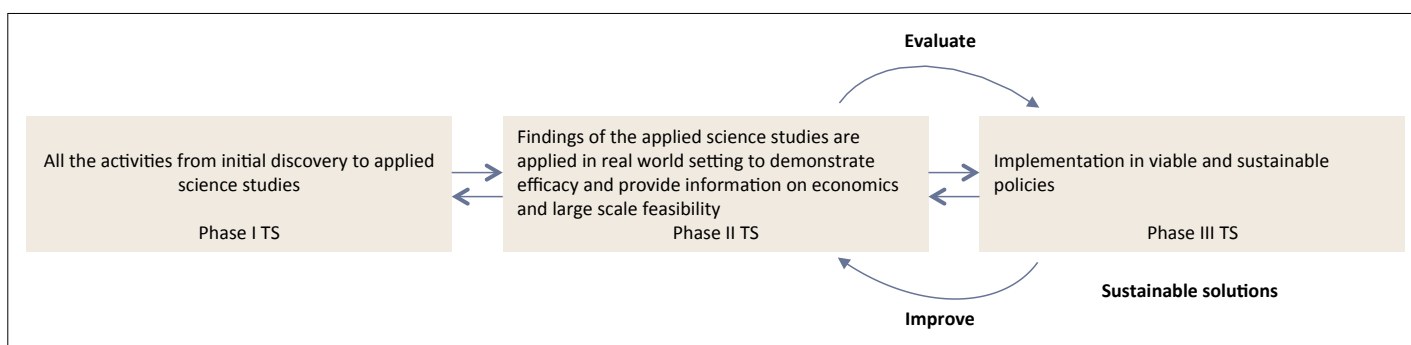 Evaluate
All the activities from initial discovery to applied
science studies
Phase I TS
Findings of the applied science studies are
applied in real world setting to demonstrate
efficacy and provide information on economics
and large scale feasibility
Phase II TS
Implementation in viable and sustainable
policies
Phase III TS
Sustainable solutions
Improve